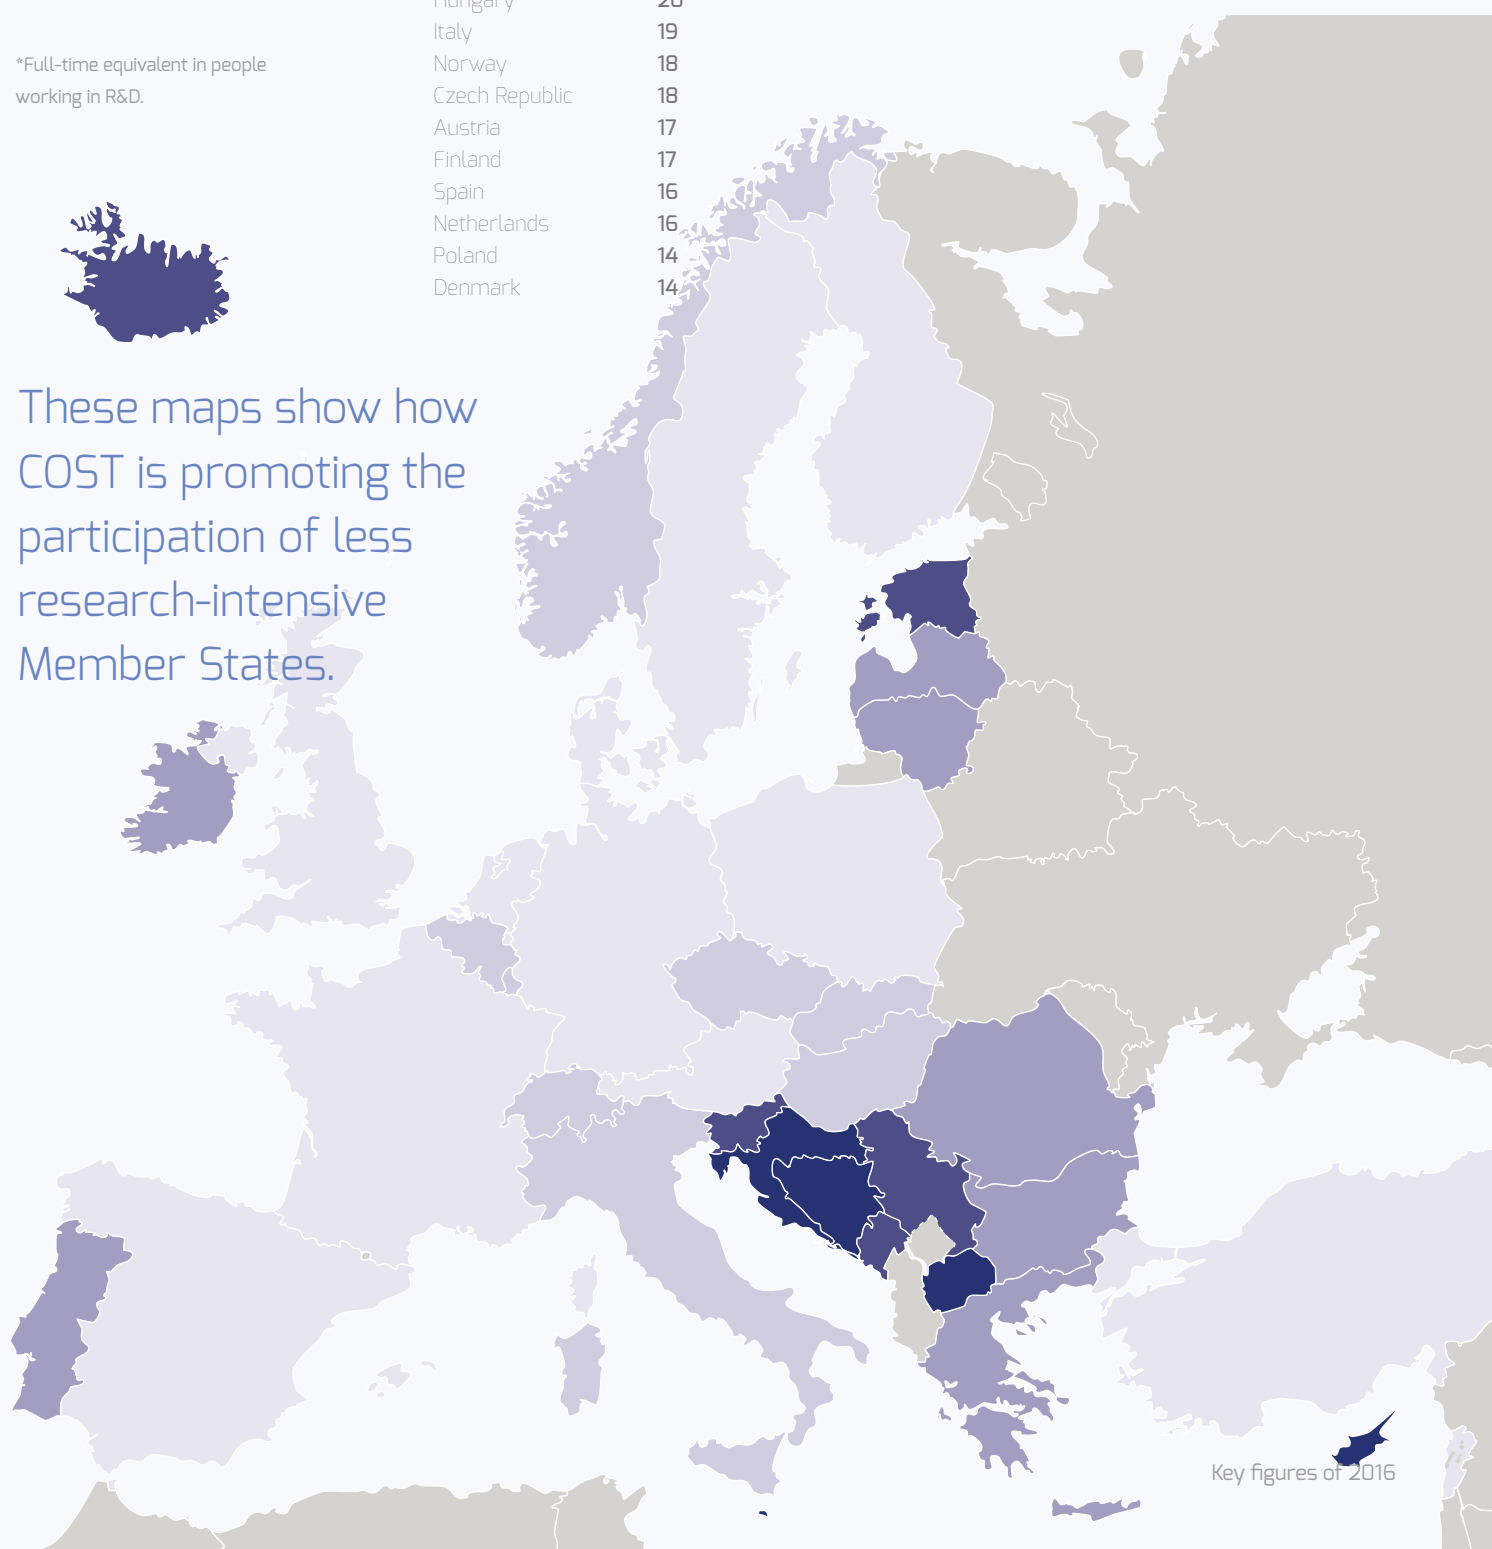 Hungary 20
Italy 19
*Full-time equivalent in people
working in R&D.
Norway 18
Czech Republic 18
Austria 17
Finland 17
Spain 16
Netherlands 16
Poland 14
Denmark 14
These maps show how
COST is promoting the
participation of less
research-intensive
Member States.
Key figures of 2016